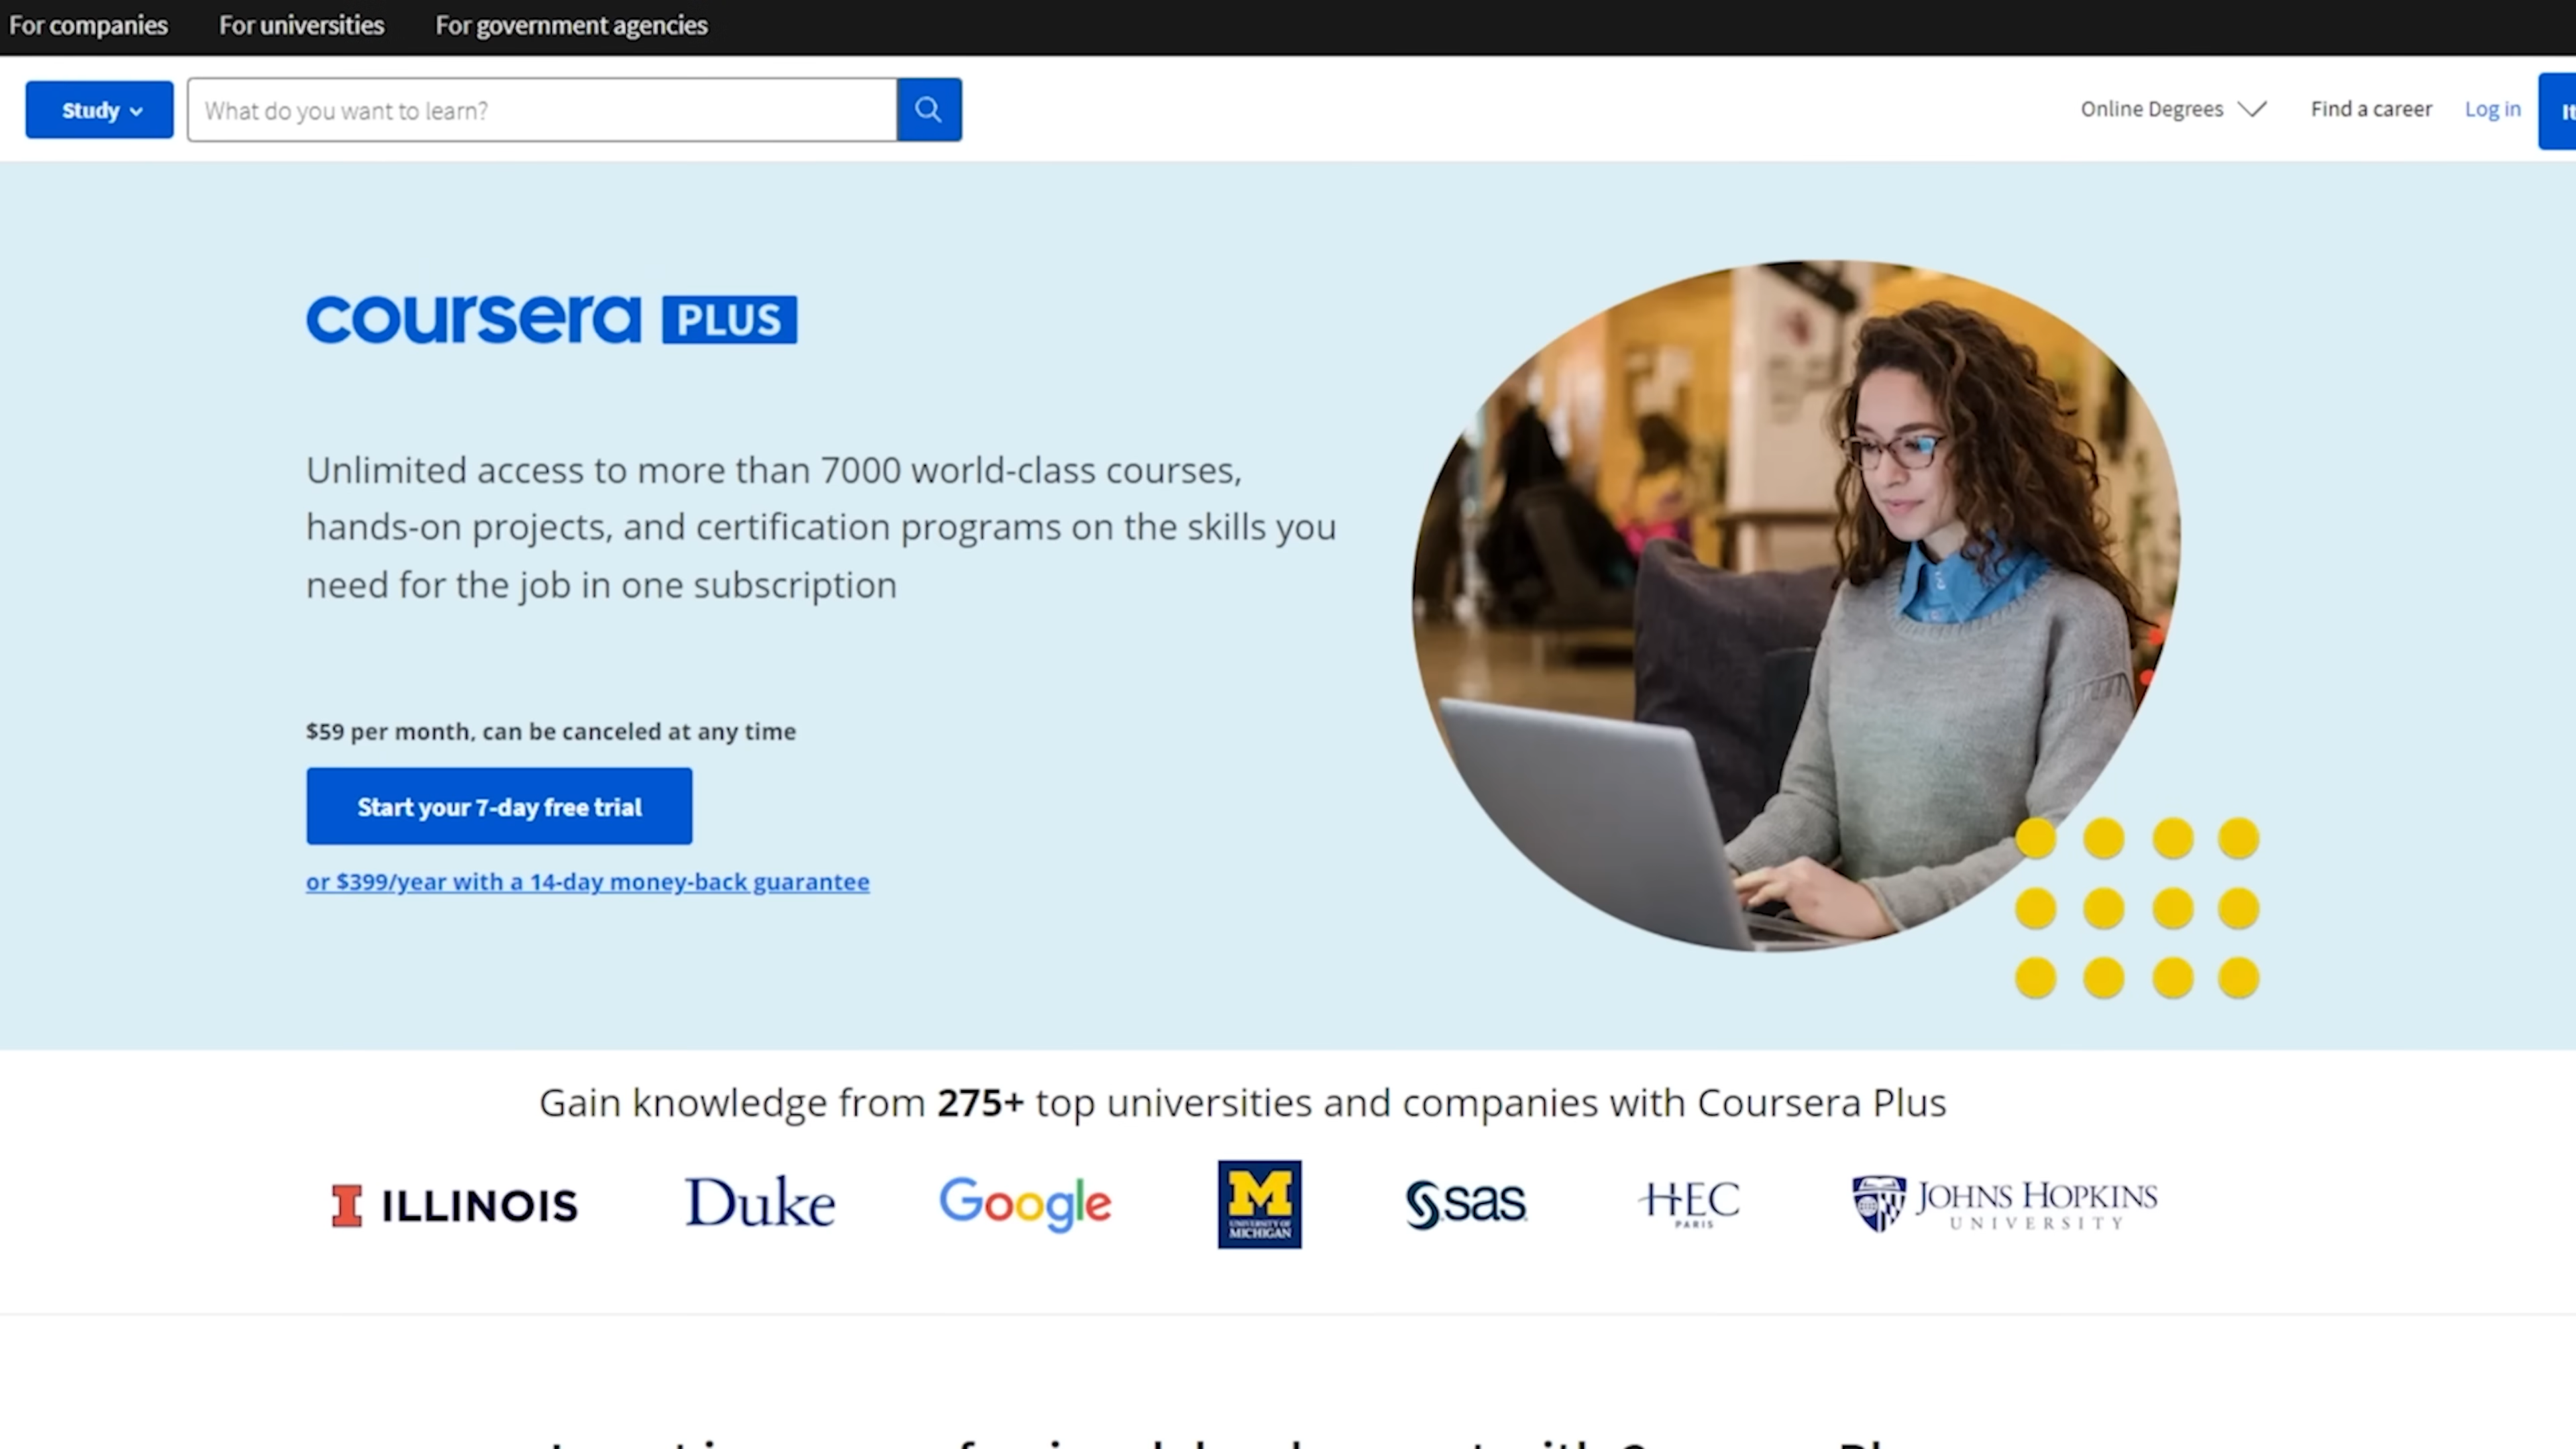 For companies For universities For government agencies
Study What do you want to learn? Online Degrees Find a career Log in
coursera PLUS
Unlimited access to more than 7000 world-class courses,
hands-on projects, and certification programs on the skills you
need for the job in one subscription
$59 per month, can be canceled at any time
Start your 7-day free trial
or $399/year with a 14-day money-back guarantee
Gain knowledge from 275+ top universities and companies with Coursera Plus
I ILLINOIS Duke Google M UNIVERSITY OF MICHIGAN sas HEC PARIS JOHNS HOPKINS UNIVERSITY